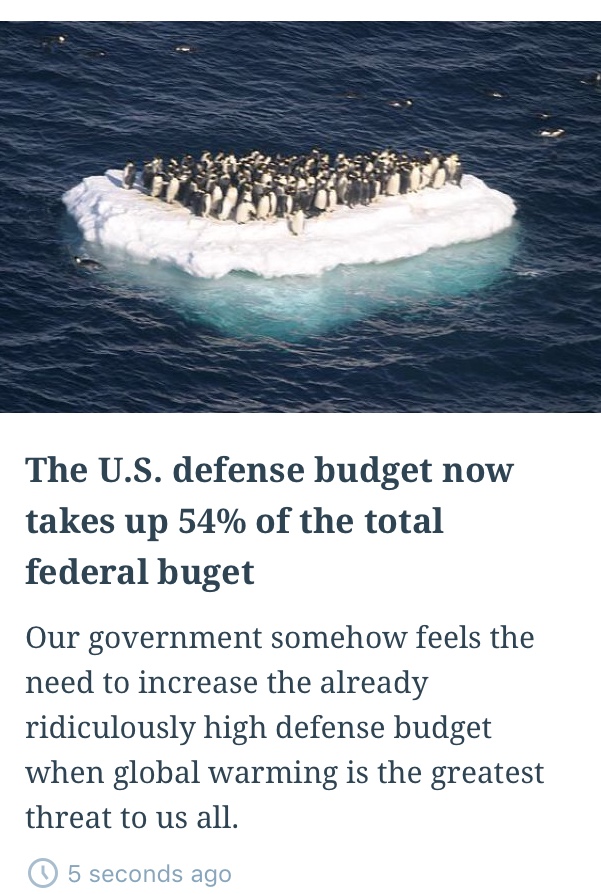 The U.S. defense budget now
takes up 54% of the total
federal buget
Our government somehow feels the
need to increase the already
ridiculously high defense budget
when global warming is the greatest
threat to us all.
5 seconds ago